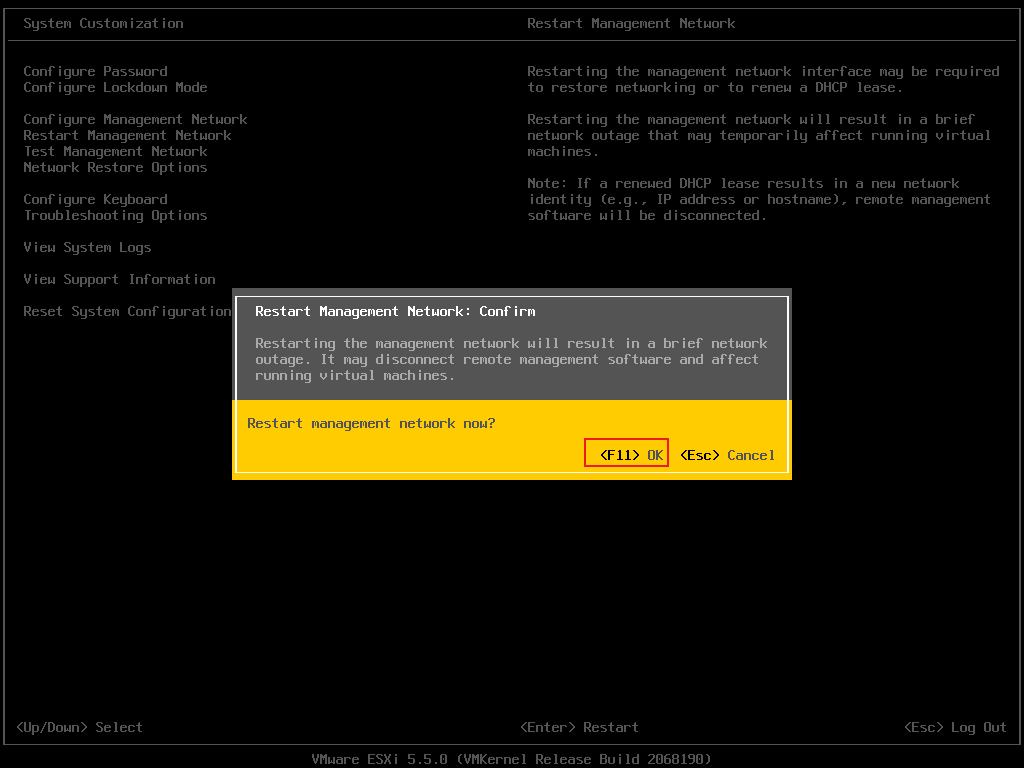 System Customization
Restart Management Network
Configure Password
Configure Lockdown Mode
Configure Management Network
Restart Management Network
Test Management Network
Network Restore Options
Configure Keyboard
Troubleshooting Options
View System Logs
View Support Information
Reset System Configuration
Restarting the management network interface may be required
to restore networking or to renew a DHCP lease.
Restarting the management network will result in a brief
network outage that may temporarily affect running virtual
machines.
Note: If a renewed DHCP lease results in a new network
identity (e.g., IP address or hostname), remote management
software will be disconnected.
Restart Management Network: Confirm
Restarting the management network will result in a brief network
outage. It may disconnect remote management software and affect
running virtual machines.
Restart management network now?
<F11> OK <Esc> Cancel
<Up/Down> Select
<Enter> Restart
<Esc> Log Out
VMware ESXi 5.5.0 (VMKernel Release Build 2068190)